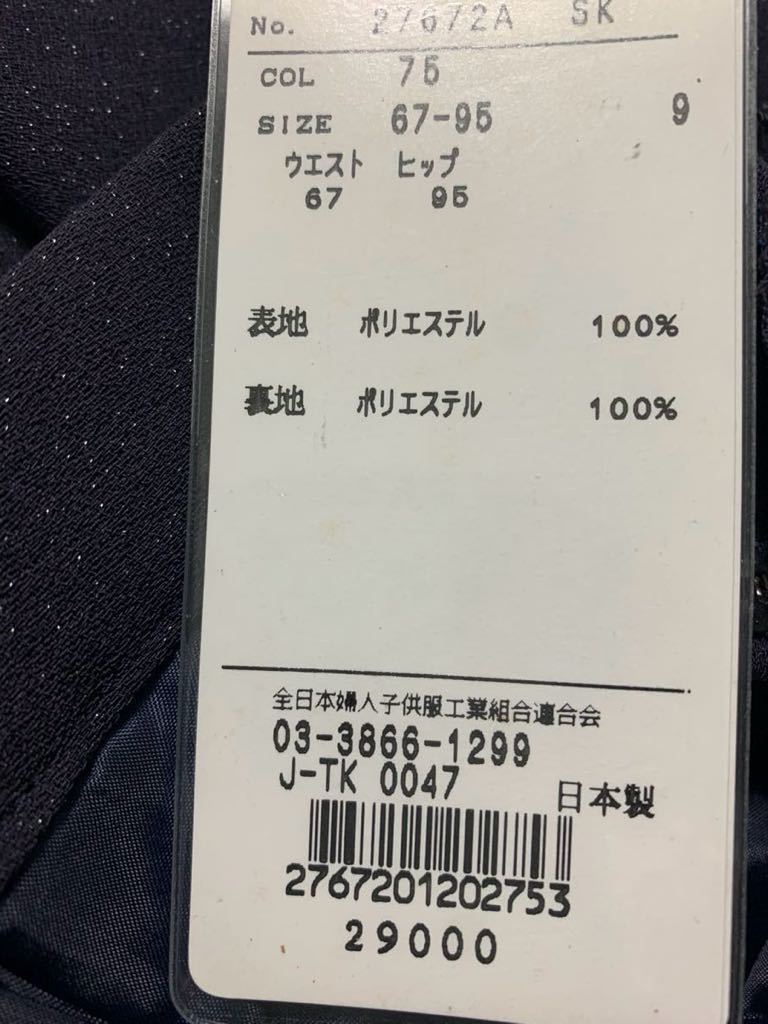 No. 27672A SK
COL 75
SIZE 67-95 9
ウエスト ヒップ
67 95
表地 ポリエステル 100%
裏地 ポリエステル 100%
全日本婦人子供服工業組合連合会
03-3866-1299
J-TK 0047
日本製
2767201202753
29000